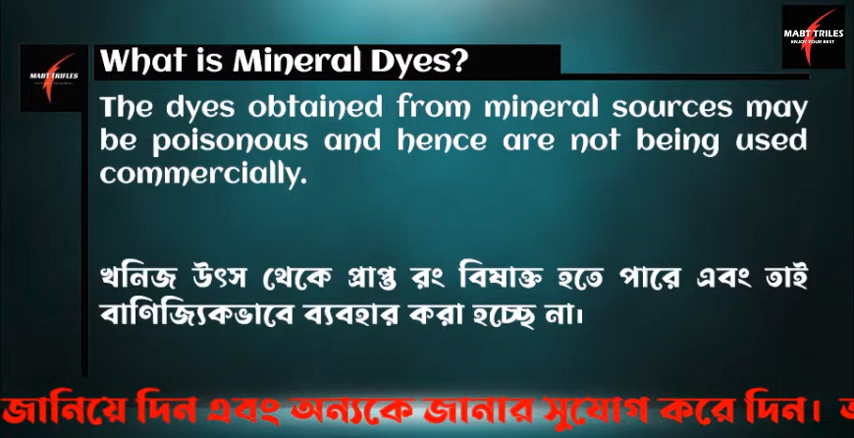 MABT TRILES
ENJOY YOUR BEST
MABT TRIFLES
What is Mineral Dyes?
The dyes obtained from mineral sources may
be poisonous and hence are not being used
commercially.
খনিজ উৎস থেকে প্রাপ্ত রং বিষাক্ত হতে পারে এবং তাই
বাণিজ্যিকভাবে ব্যবহার করা হচ্ছে না।
জানিয়ে দিন এবং অন্যকে জানার সুযোগ করে দিন।